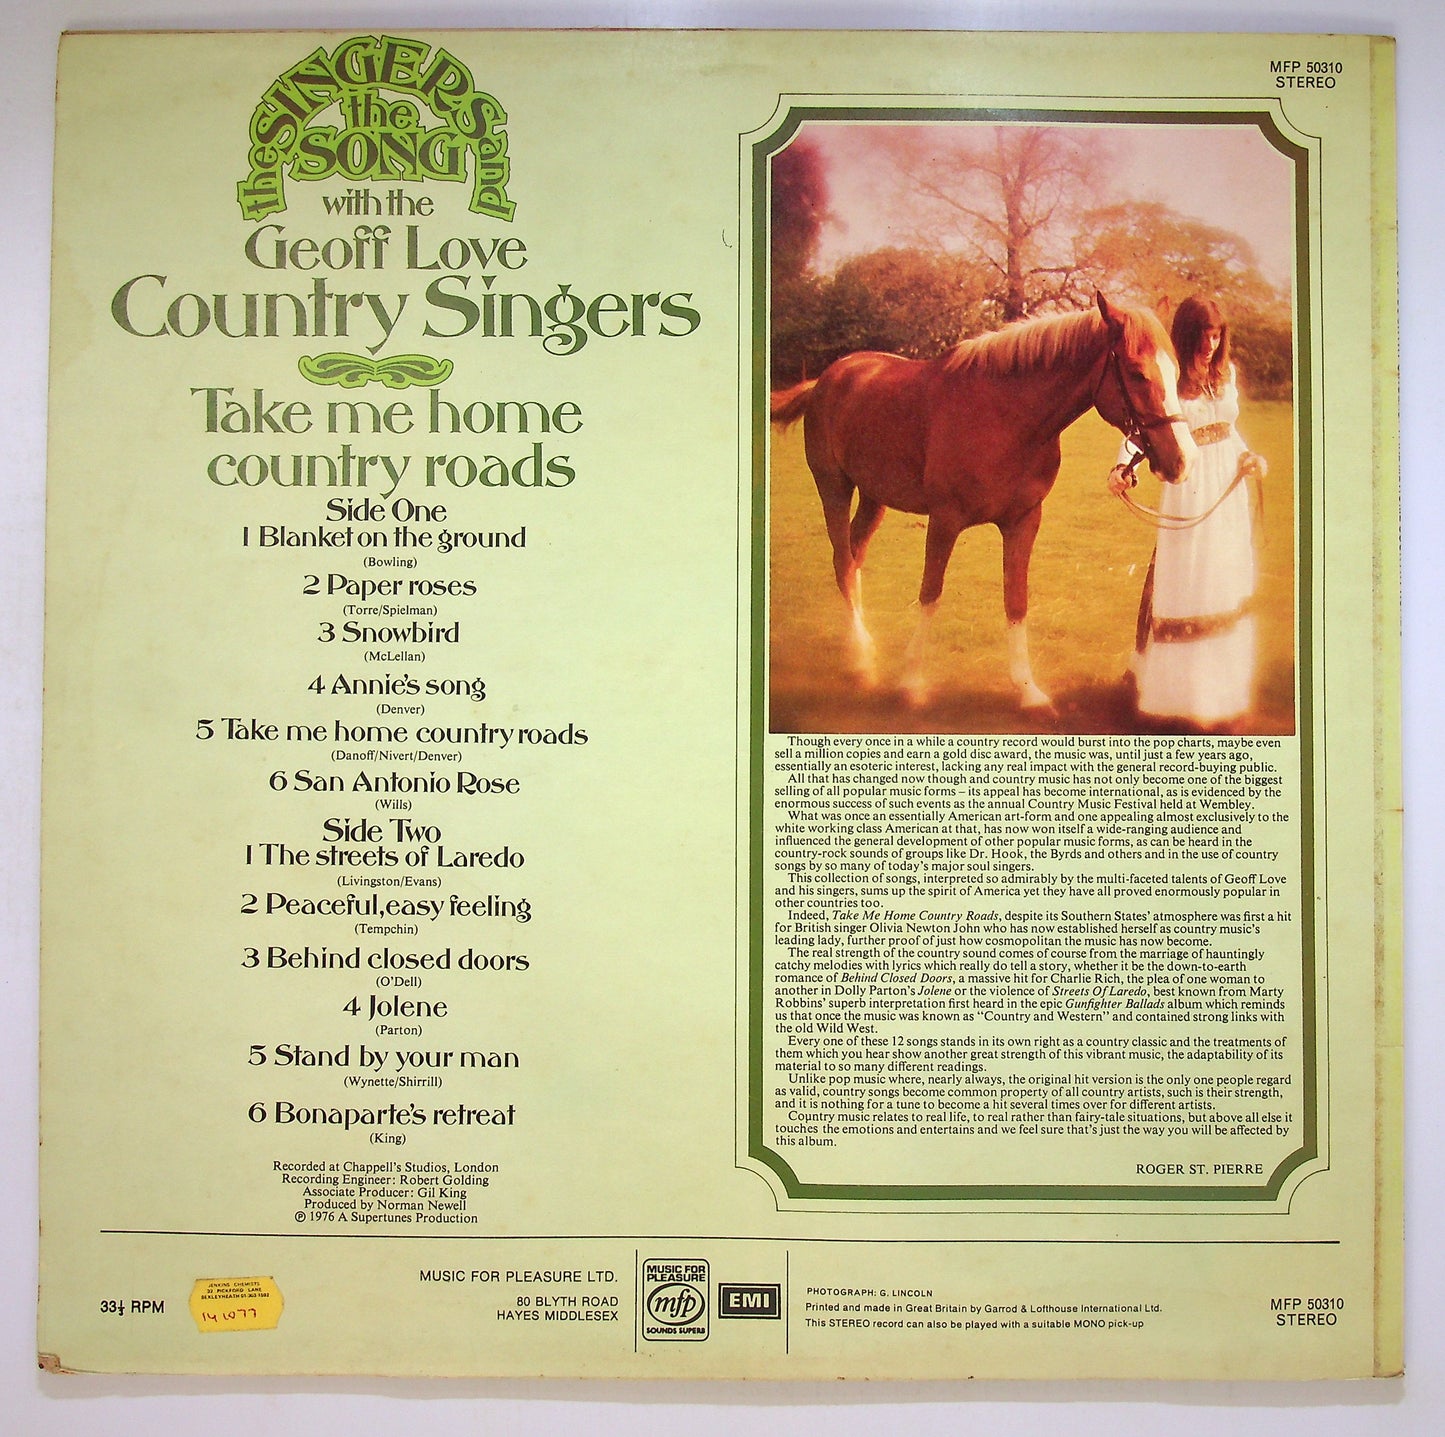 the SINGERS and
the
SONG
with the
Geoff Love
Country Singers
Take me home
country roads
Side One
1 Blanket on the ground
(Bowling)
2 Paper roses
(Torre/Spielman)
3 Snowbird
(McLellan)
4 Annie's song
(Denver)
5 Take me home country roads
(Danoff/Nivert/Denver)
6 San Antonio Rose
(Wills)
Side Two
1 The streets of Laredo
(Livingston/Evans)
2 Peaceful, easy feeling
(Tempchin)
3 Behind closed doors
(O'Dell)
4 Jolene
(Parton)
5 Stand by your man
(Wynette/Shirrill)
6 Bonaparte's retreat
(King)
Recorded at Chappell's Studios, London
Recording Engineer: Robert Golding
Associate Producer: Gil King
Produced by Norman Newell
℗ 1976 A Supertunes Production
MFP 50310
STEREO
Though every once in a while a country record would burst into the pop charts, maybe even
sell a million copies and earn a gold disc award, the music was, until just a few years ago,
essentially an esoteric interest, lacking any real impact with the general record-buying public.
All that has changed now though and country music has not only become one of the biggest
selling of all popular music forms – its appeal has become international, as is evidenced by the
enormous success of such events as the annual Country Music Festival held at Wembley.
What was once an essentially American art-form and one appealing almost exclusively to the
white working class American at that, has now won itself a wide-ranging audience and
influenced the general development of other popular music forms, as can be heard in the
country-rock sounds of groups like Dr. Hook, the Byrds and others and in the use of country
songs by so many of today's major soul singers.
This collection of songs, interpreted so admirably by the multi-faceted talents of Geoff Love
and his singers, sums up the spirit of America yet they have all proved enormously popular in
other countries too.
Indeed, Take Me Home Country Roads, despite its Southern States' atmosphere was first a hit
for British singer Olivia Newton John who has now established herself as country music's
leading lady, further proof of just how cosmopolitan the music has now become.
The real strength of the country sound comes of course from the marriage of hauntingly
catchy melodies with lyrics which really do tell a story, whether it be the down-to-earth
romance of Behind Closed Doors, a massive hit for Charlie Rich, the plea of one woman to
another in Dolly Parton's Jolene or the violence of Streets Of Laredo, best known from Marty
Robbins' superb interpretation first heard in the epic Gunfighter Ballads album which reminds
us that once the music was known as "Country and Western" and contained strong links with
the old Wild West.
Every one of these 12 songs stands in its own right as a country classic and the treatments of
them which you hear show another great strength of this vibrant music, the adaptability of its
material to so many different readings.
Unlike pop music where, nearly always, the original hit version is the only one people regard
as valid, country songs become common property of all country artists, such is their strength,
and it is nothing for a tune to become a hit several times over for different artists.
Country music relates to real life, to real rather than fairy-tale situations, but above all else it
touches the emotions and entertains and we feel sure that's just the way you will be affected by
this album.
ROGER ST. PIERRE
33⅓ RPM
JENKINS CHEMISTS
22 PICKFORD LANE
BEXLEYHEATH 01-303-1502
MUSIC FOR PLEASURE LTD.
80 BLYTH ROAD
HAYES MIDDLESEX
MUSIC FOR
PLEASURE
mfp
SOUNDS SUPERB
EMI
PHOTOGRAPH: G. LINCOLN
Printed and made in Great Britain by Garrod & Lofthouse International Ltd.
This STEREO record can also be played with a suitable MONO pick-up
MFP 50310
STEREO